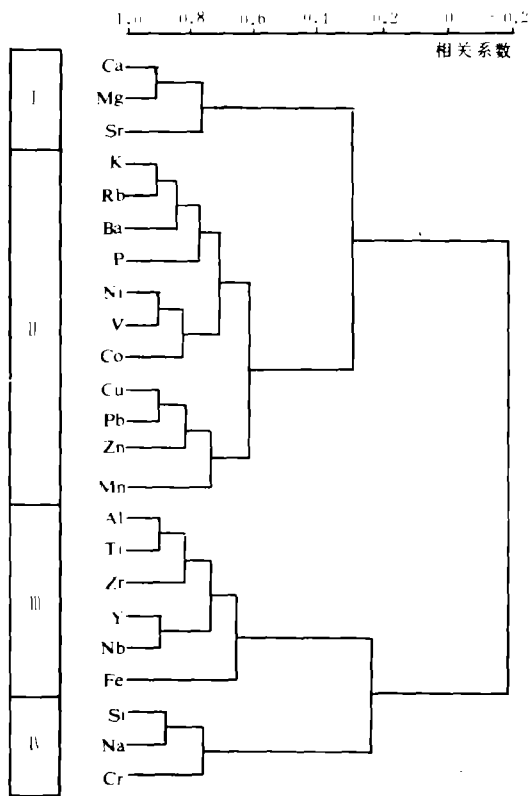 1.0 0.8 0.6 0.4 0.2 0 -0.2
相关系数
I
Ca
Mg
Sr
II
K
Rb
Ba
P
Ni
V
Co
Cu
Pb
Zn
Mn
III
Al
Ti
Zr
Y
Nb
Fe
IV
Si
Na
Cr